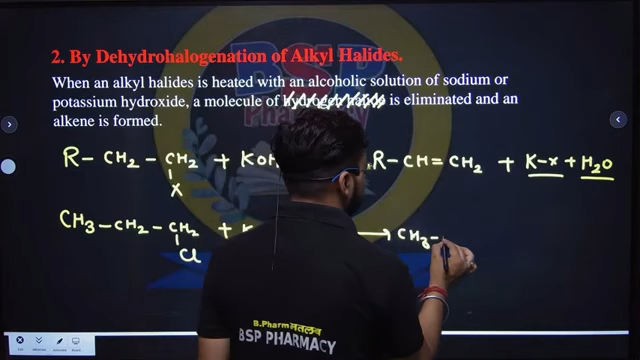 2. By Dehydrohalogenation of Alkyl Halides.
When an alkyl halides is heated with an alcoholic solution of sodium or
potassium hydroxide, a molecule of hydrogen halide is eliminated and an
alkene is formed.
R – CH2 – CH2 + KOH R – CH = CH2 + K – X + H2O
X
CH3 – CH2 – CH2 + K → CH3 –
Cl
B.Pharm मतलब
BSP PHARMACY